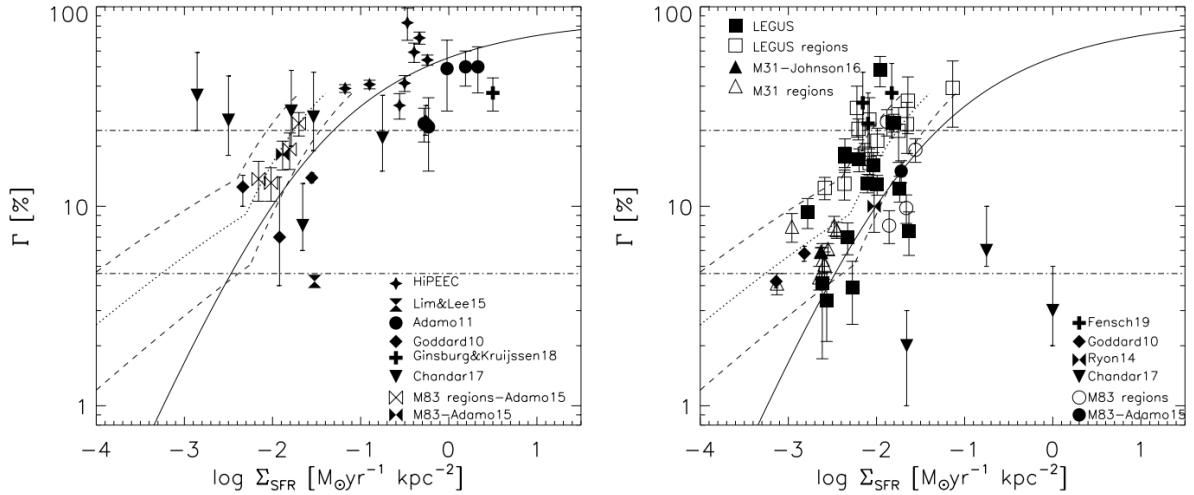 100
10
1
Γ [%]
HiPEEC
Lim&Lee15
Adamo11
Goddard10
Ginsburg&Kruijssen18
Chandar17
M83 regions-Adamo15
M83-Adamo15
−4 −3 −2 −1 0 1
log Σ_SFR [M⊙yr⁻¹ kpc⁻²]
100
10
1
Γ [%]
LEGUS
LEGUS regions
M31-Johnson16
M31 regions
Fensch19
Goddard10
Ryon14
Chandar17
M83 regions
M83-Adamo15
−4 −3 −2 −1 0 1
log Σ_SFR [M⊙yr⁻¹ kpc⁻²]